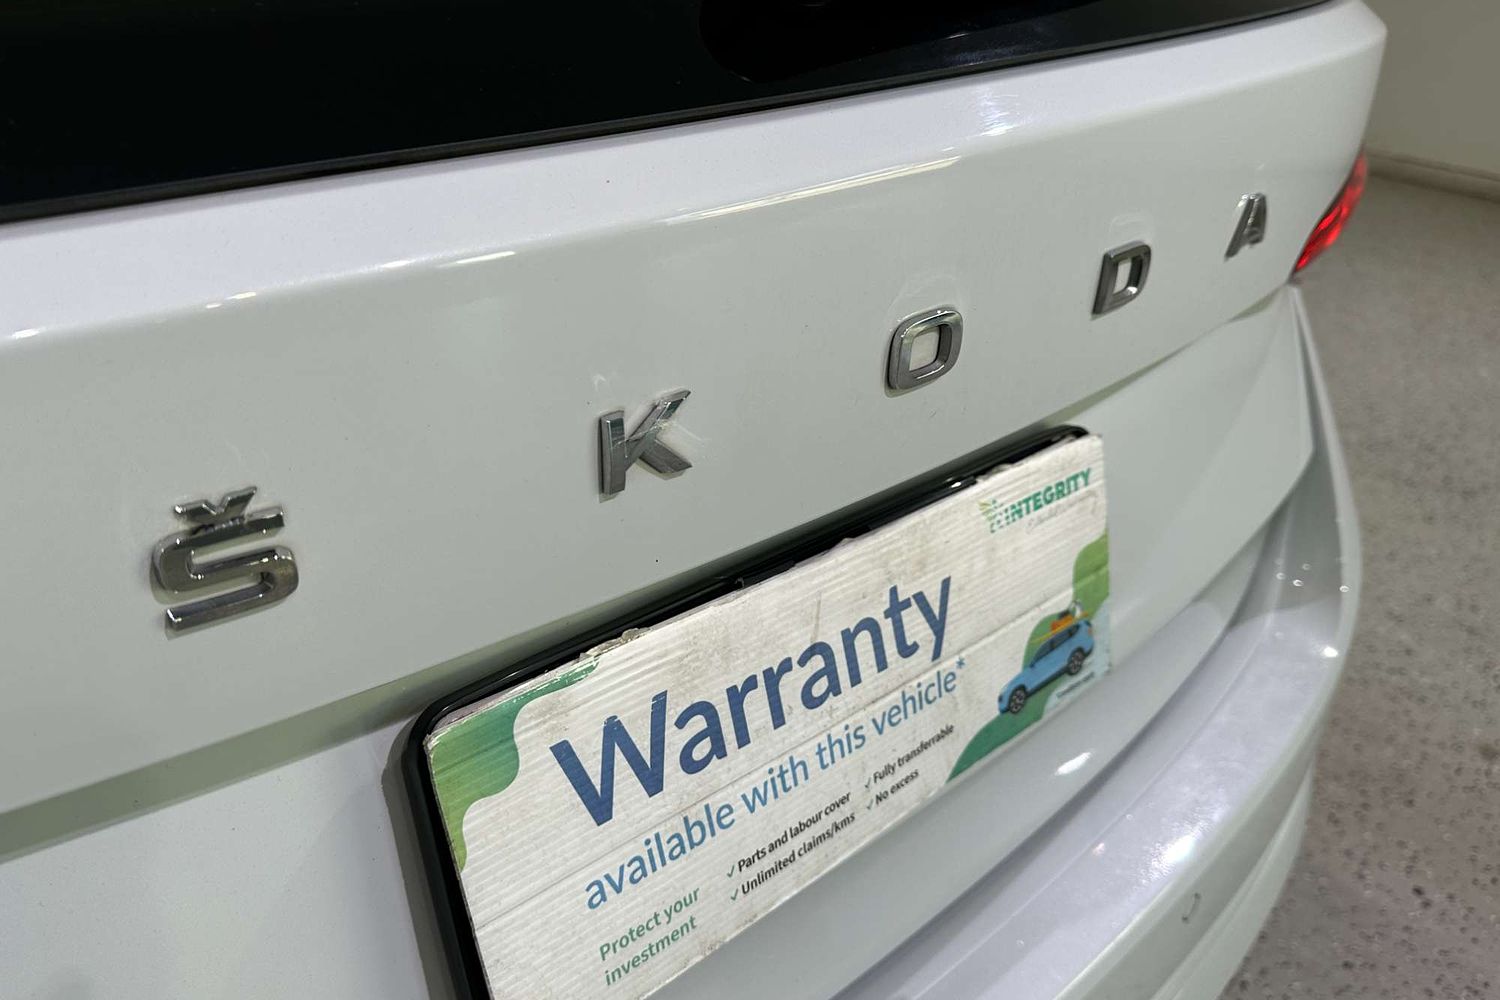 ŠKODA
INTEGRITY
Warranty
available with this vehicle*
Protect your
investment
✓ Parts and labour cover
✓ Unlimited claims/kms
✓ Fully transferrable
✓ No excess